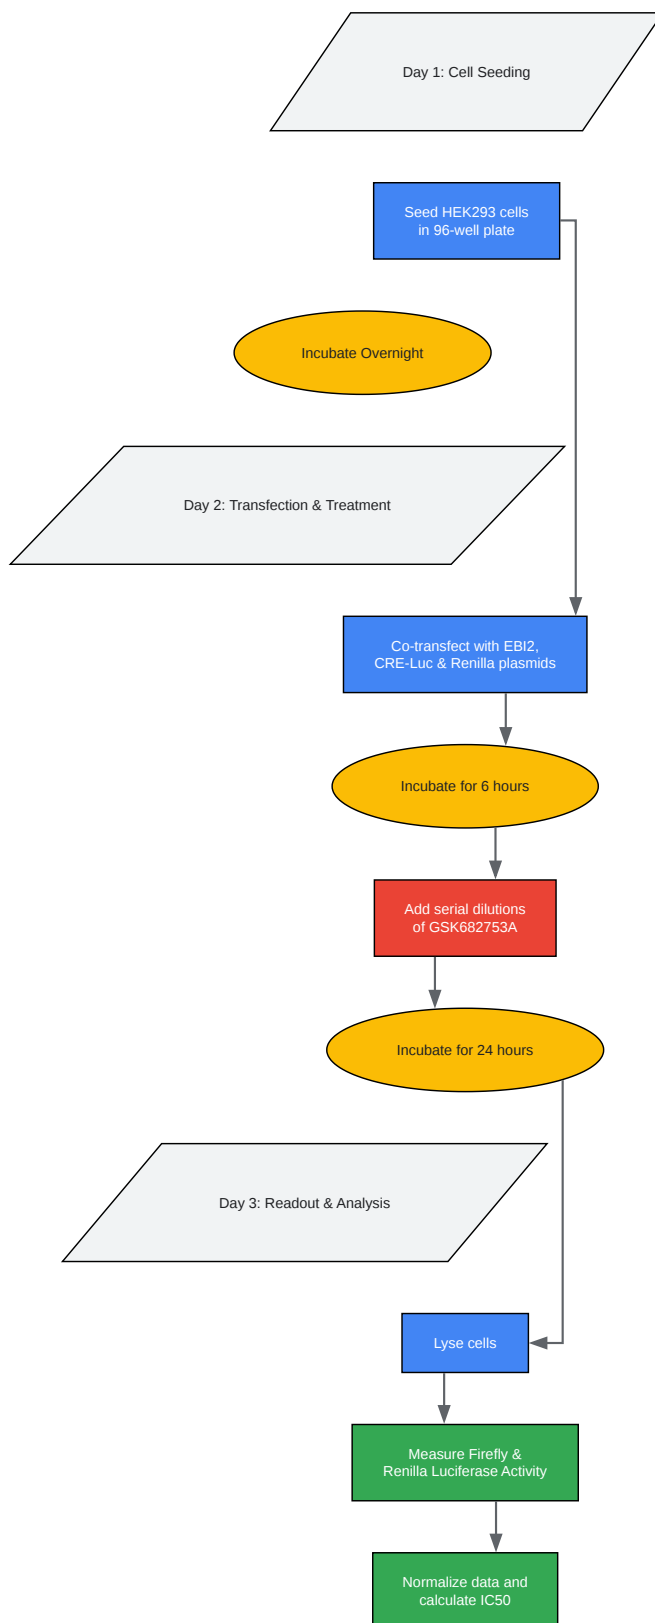 Day 1: Cell Seeding
Seed HEK293 cells
in 96-well plate
Incubate Overnight
Day 2: Transfection & Treatment
Co-transfect with EBI2,
CRE-Luc & Renilla plasmids
Incubate for 6 hours
Add serial dilutions
of GSK682753A
Incubate for 24 hours
Day 3: Readout & Analysis
Lyse cells
Measure Firefly &
Renilla Luciferase Activity
Normalize data and
calculate IC50